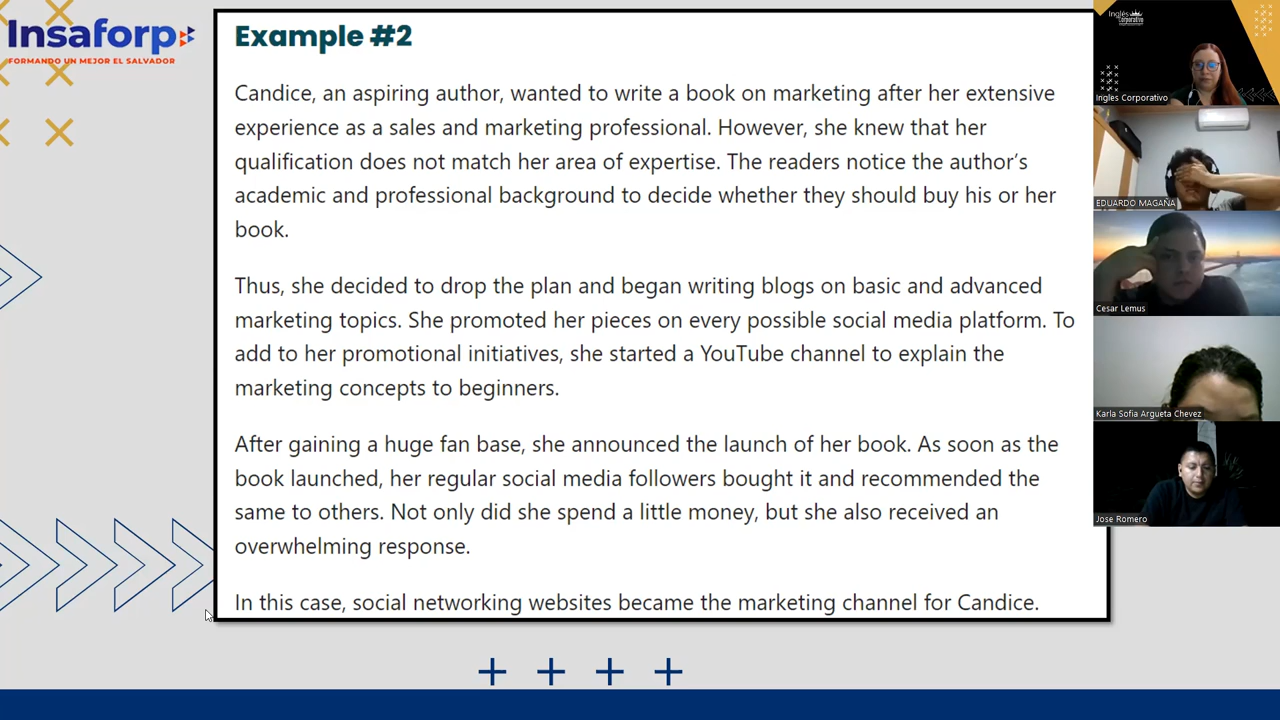 Insaforp
FORMANDO UN MEJOR EL SALVADOR
Example #2
Candice, an aspiring author, wanted to write a book on marketing after her extensive
experience as a sales and marketing professional. However, she knew that her
qualification does not match her area of expertise. The readers notice the author's
academic and professional background to decide whether they should buy his or her
book.
Thus, she decided to drop the plan and began writing blogs on basic and advanced
marketing topics. She promoted her pieces on every possible social media platform. To
add to her promotional initiatives, she started a YouTube channel to explain the
marketing concepts to beginners.
After gaining a huge fan base, she announced the launch of her book. As soon as the
book launched, her regular social media followers bought it and recommended the
same to others. Not only did she spend a little money, but she also received an
overwhelming response.
In this case, social networking websites became the marketing channel for Candice.
Inglés
Corporativo
Ingles Corporativo
EDUARDO MAGAÑA
Cesar Lemus
Karla Sofia Argueta Chevez
Jose Romero